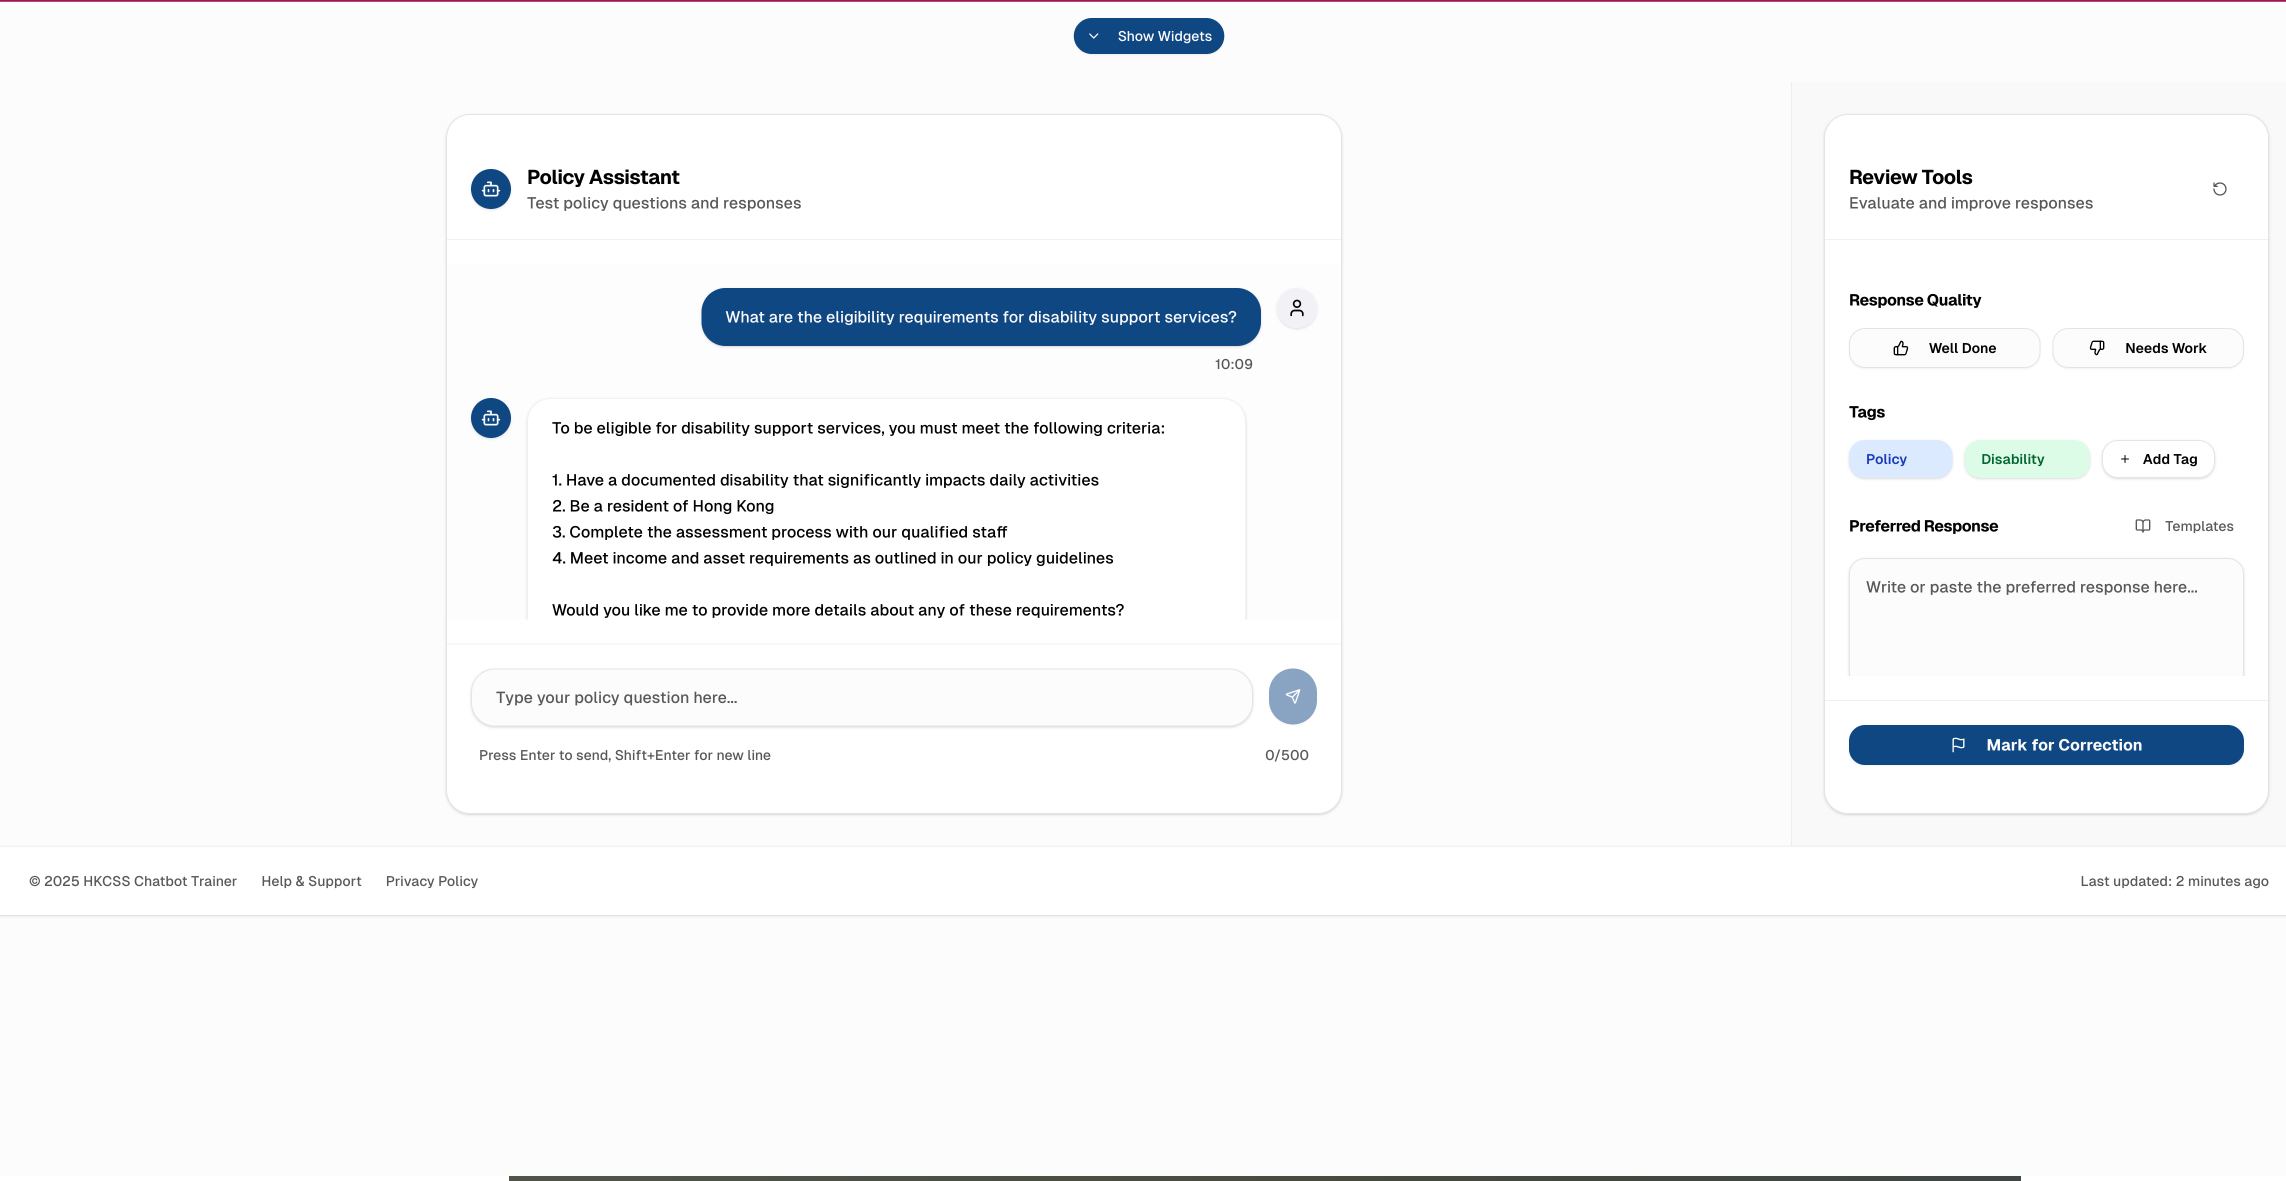 Show Widgets
Policy Assistant
Test policy questions and responses
What are the eligibility requirements for disability support services?
10:09
To be eligible for disability support services, you must meet the following criteria:
1. Have a documented disability that significantly impacts daily activities
2. Be a resident of Hong Kong
3. Complete the assessment process with our qualified staff
4. Meet income and asset requirements as outlined in our policy guidelines
Would you like me to provide more details about any of these requirements?
Type your policy question here...
Press Enter to send, Shift+Enter for new line
0/500
Review Tools
Evaluate and improve responses
Response Quality
Well Done
Needs Work
Tags
Policy
Disability
+ Add Tag
Preferred Response
Templates
Write or paste the preferred response here...
Mark for Correction
© 2025 HKCSS Chatbot Trainer
Help & Support
Privacy Policy
Last updated: 2 minutes ago